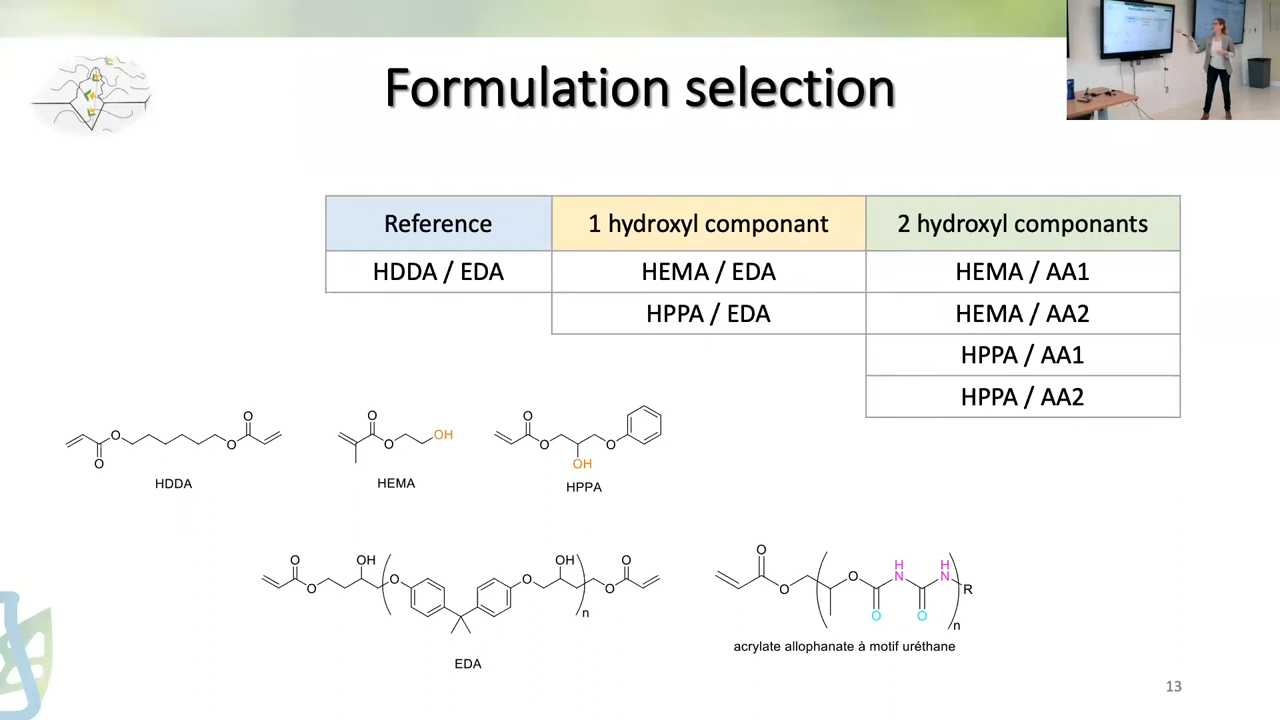 Formulation selection
Reference 1 hydroxyl componant 2 hydroxyl componants
HDDA / EDA HEMA / EDA HEMA / AA1
HPPA / EDA HEMA / AA2
HPPA / AA1
HPPA / AA2
O O O O
HDDA
O O OH
HEMA
O O OH O
HPPA
O O OH O O OH O O n
EDA
O O O O H N O H N R n
acrylate allophanate à motif uréthane
13